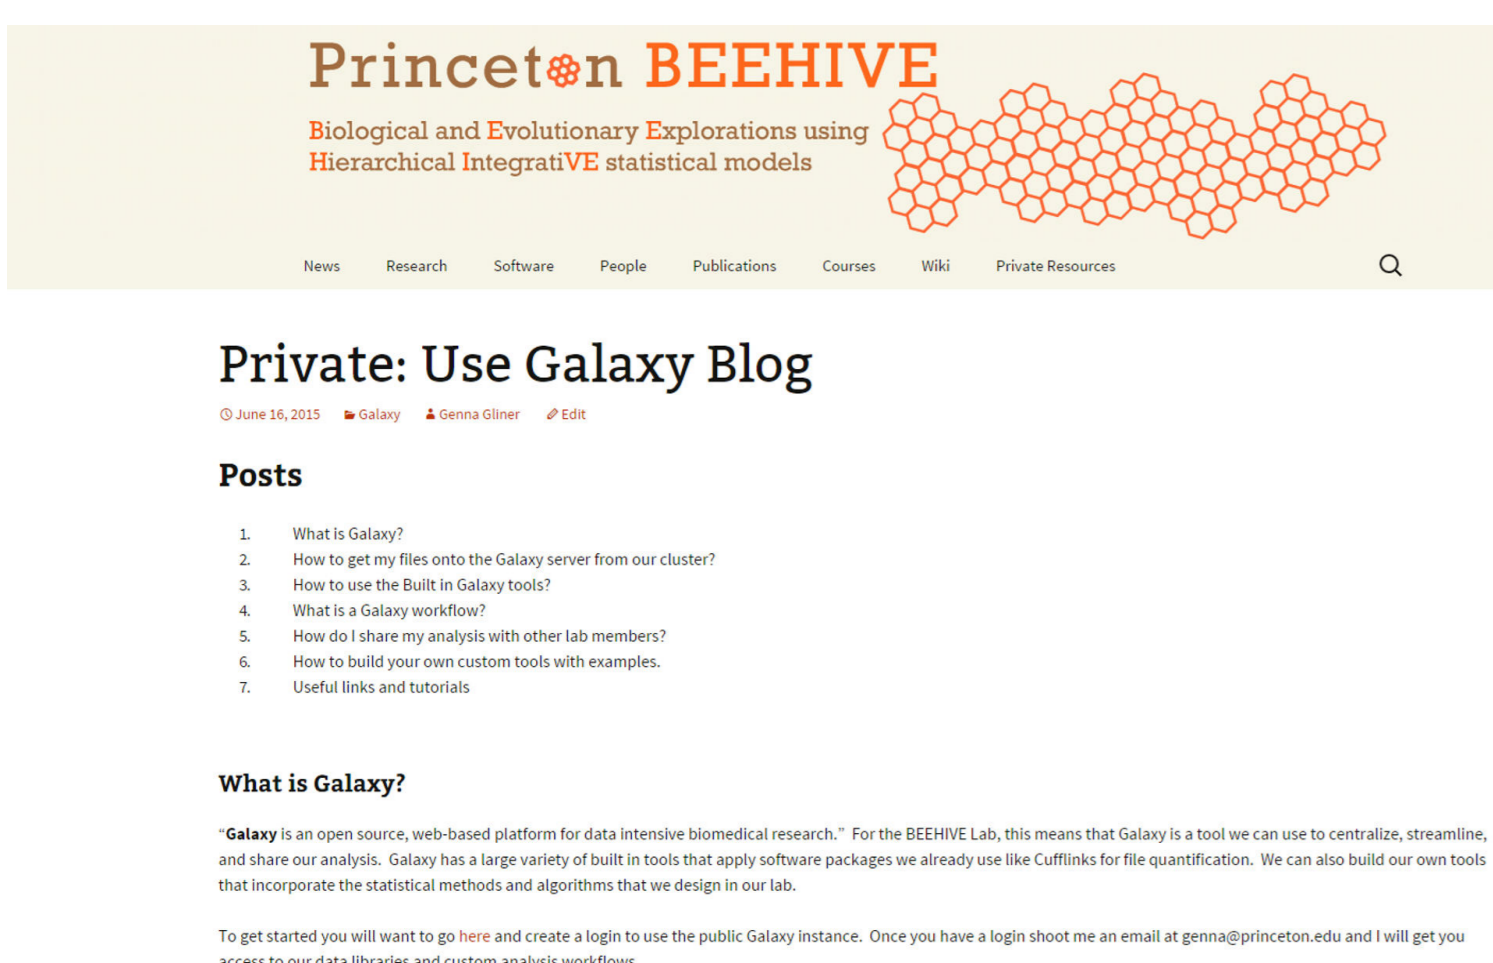 Princeton BEEHIVE
Biological and Evolutionary Explorations using
Hierarchical IntegratiVE statistical models
News Research Software People Publications Courses Wiki Private Resources
Private: Use Galaxy Blog
June 16, 2015 Galaxy Genna Gliner Edit
Posts
1. What is Galaxy?
2. How to get my files onto the Galaxy server from our cluster?
3. How to use the Built in Galaxy tools?
4. What is a Galaxy workflow?
5. How do I share my analysis with other lab members?
6. How to build your own custom tools with examples.
7. Useful links and tutorials
What is Galaxy?
“Galaxy is an open source, web-based platform for data intensive biomedical research.”  For the BEEHIVE Lab, this means that Galaxy is a tool we can use to centralize, streamline,
and share our analysis.  Galaxy has a large variety of built in tools that apply software packages we already use like Cufflinks for file quantification.  We can also build our own tools
that incorporate the statistical methods and algorithms that we design in our lab.
To get started you will want to go here and create a login to use the public Galaxy instance.  Once you have a login shoot me an email at genna@princeton.edu and I will get you
access to our data libraries and custom analysis workflows.